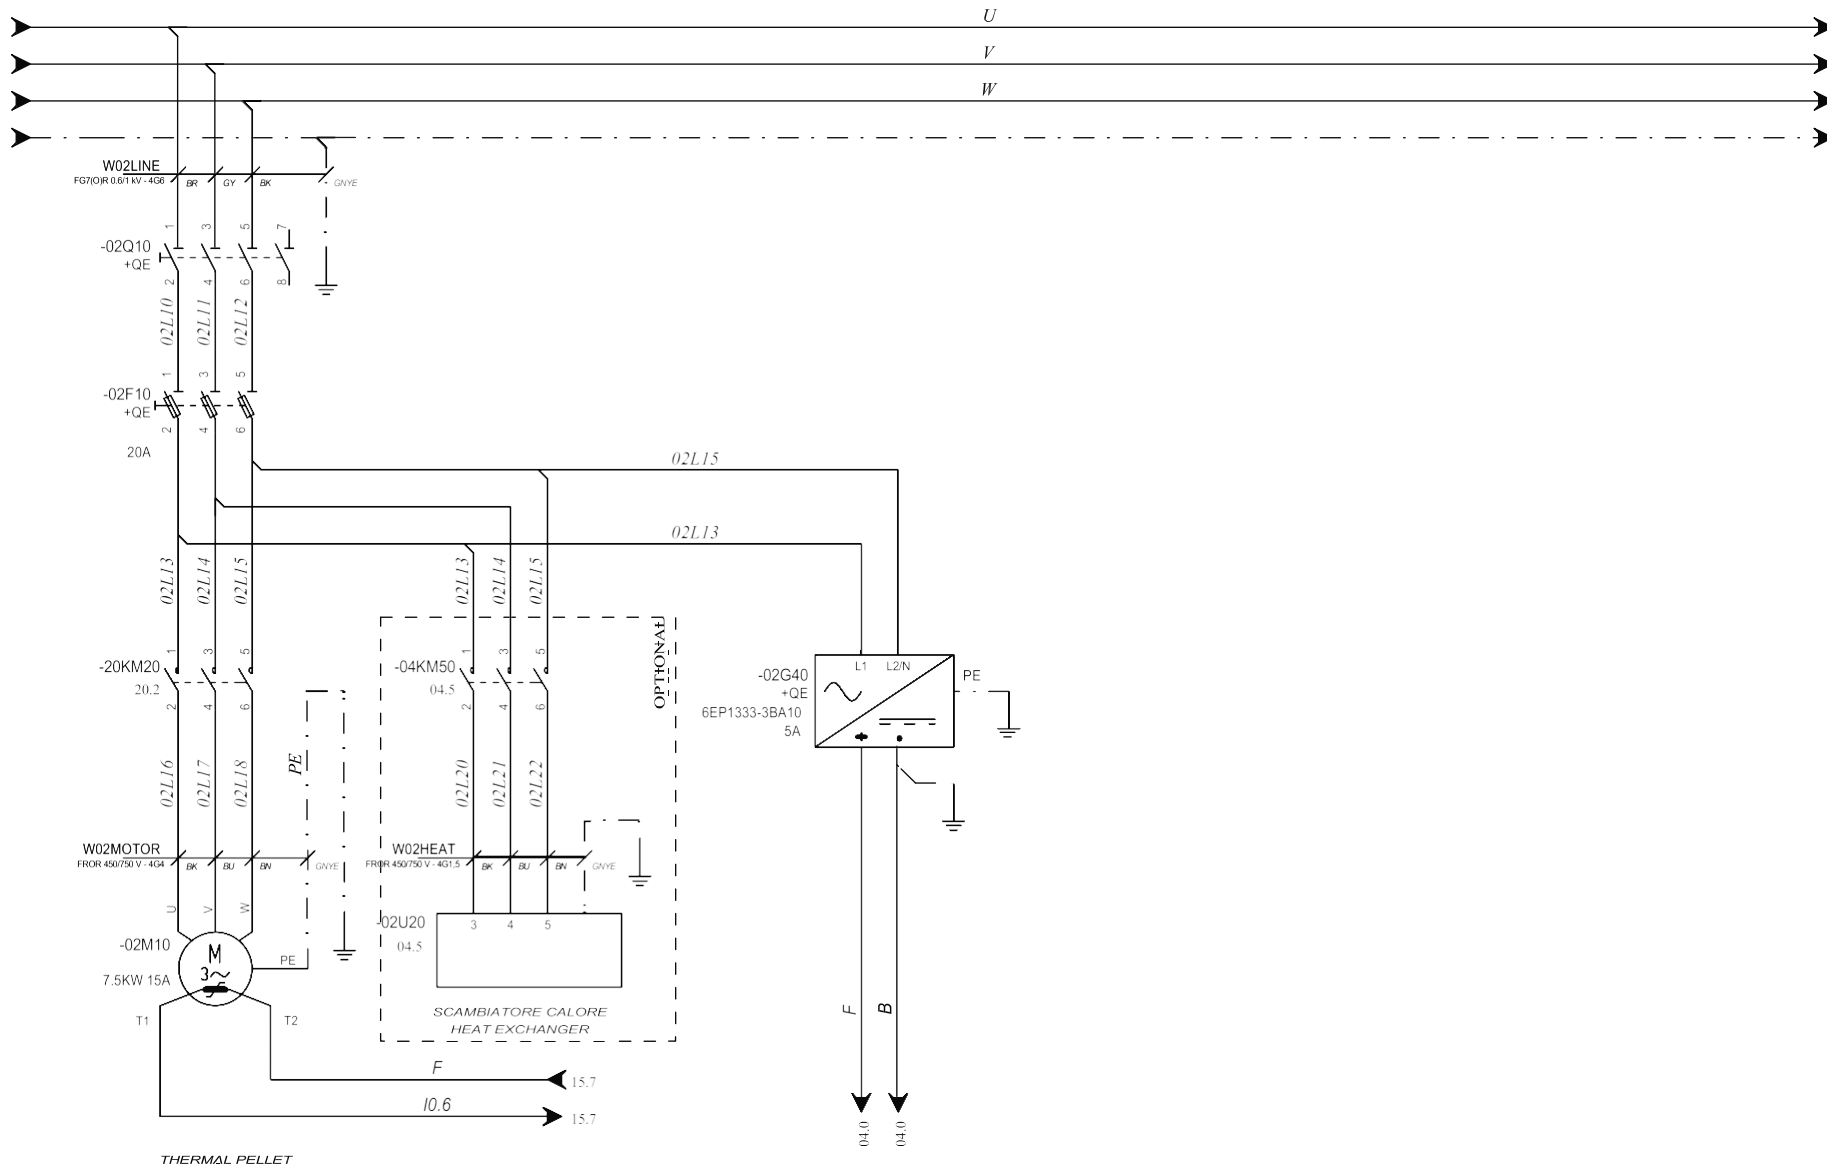 U
V
W
W02LINE
FG7(O)R 0.6/1 kV - 4G6
BR
GY
BK
GNYE
1
3
5
7
-02Q10
+QE
2
4
6
8
02L10
02L11
02L12
1
3
5
-02F10
+QE
2
4
6
20A
02L15
02L13
02L13
02L14
02L15
02L13
02L14
02L15
OPTIONAL
1
3
5
-20KM20
20.2
2
4
6
1
3
5
-04KM50
04.5
2
4
6
L1
L2/N
-02G40
+QE
6EP1333-3BA10
5A
PE
02L16
02L17
02L18
PE
02L20
02L21
02L22
W02MOTOR
FROR 450/750 V - 4G4
BK
BU
BN
GNYE
W02HEAT
FROR 450/750 V - 4G1,5
BK
BU
BN
GNYE
U
V
W
-02M10
7.5KW 15A
M
3~
PE
T1
T2
-02U20
04.5
3
4
5
SCAMBIATORE CALORE
HEAT EXCHANGER
F
B
F
15.7
I0.6
15.7
04.0
04.0
THERMAL PELLET